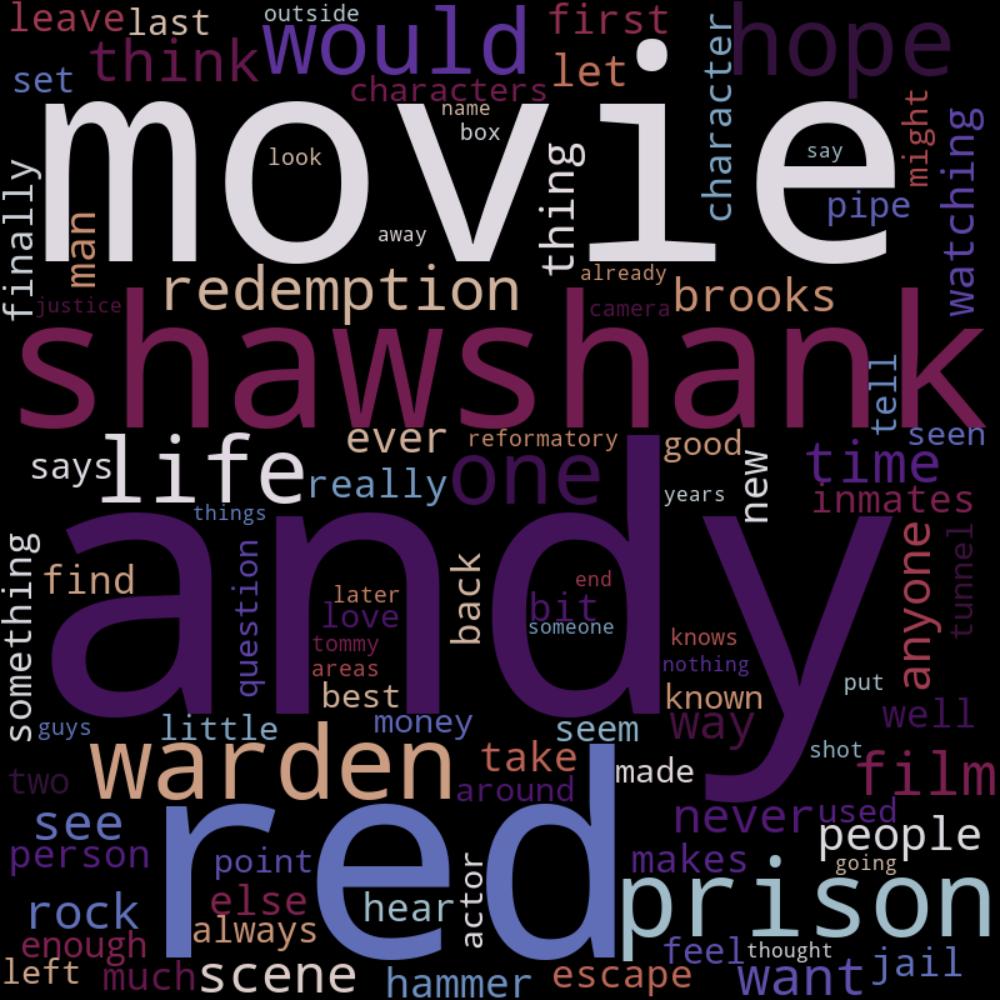 leave
last
outside
would
first
hope
set
think
characters
let
character
movie
name
box
look
say
away
thing
might
pipe
watching
finally
man
redemption
already
brooks
justice
camera
shawshank
tell
seen
says
life
ever
reformatory
good
really
one
years
new
time
inmates
things
andy
something
find
question
later
love
tommy
areas
best
back
end
bit
someone
knows
nothing
known
anyone
tunnel
put
guys
little
money
seem
way
well
two
warden
take
around
made
shot
film
see
person
red
never
used
people
point
makes
going
prison
rock
else
hear
actor
always
enough
left
much
scene
hammer
escape
feel
thought
want
jail